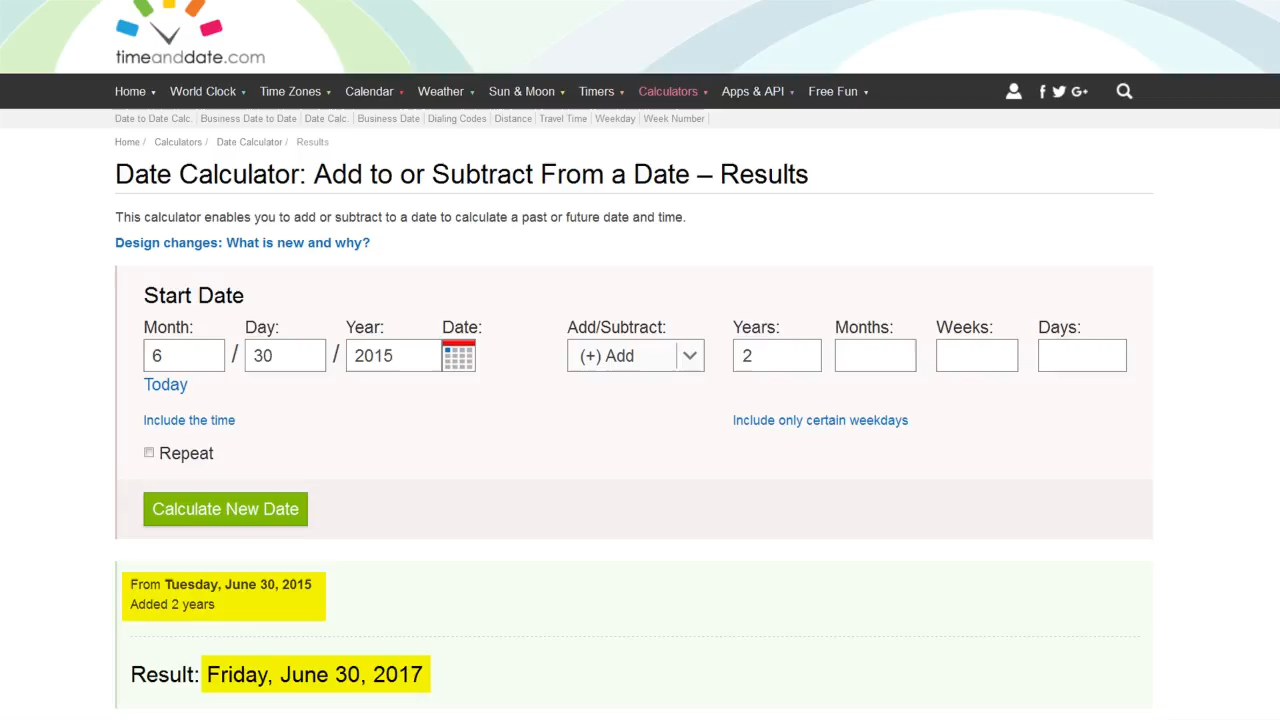 timeanddate.com
Home World Clock Time Zones Calendar Weather Sun & Moon Timers Calculators Apps & API Free Fun
Date to Date Calc. Business Date to Date Date Calc. Business Date Dialing Codes Distance Travel Time Weekday Week Number
Home / Calculators / Date Calculator / Results
Date Calculator: Add to or Subtract From a Date – Results
This calculator enables you to add or subtract to a date to calculate a past or future date and time.
Design changes: What is new and why?
Start Date
Month: Day: Year: Date: Add/Subtract: Years: Months: Weeks: Days:
6 / 30 / 2015 (+) Add 2
Today
Include the time Include only certain weekdays
Repeat
Calculate New Date
From Tuesday, June 30, 2015
Added 2 years
Result: Friday, June 30, 2017